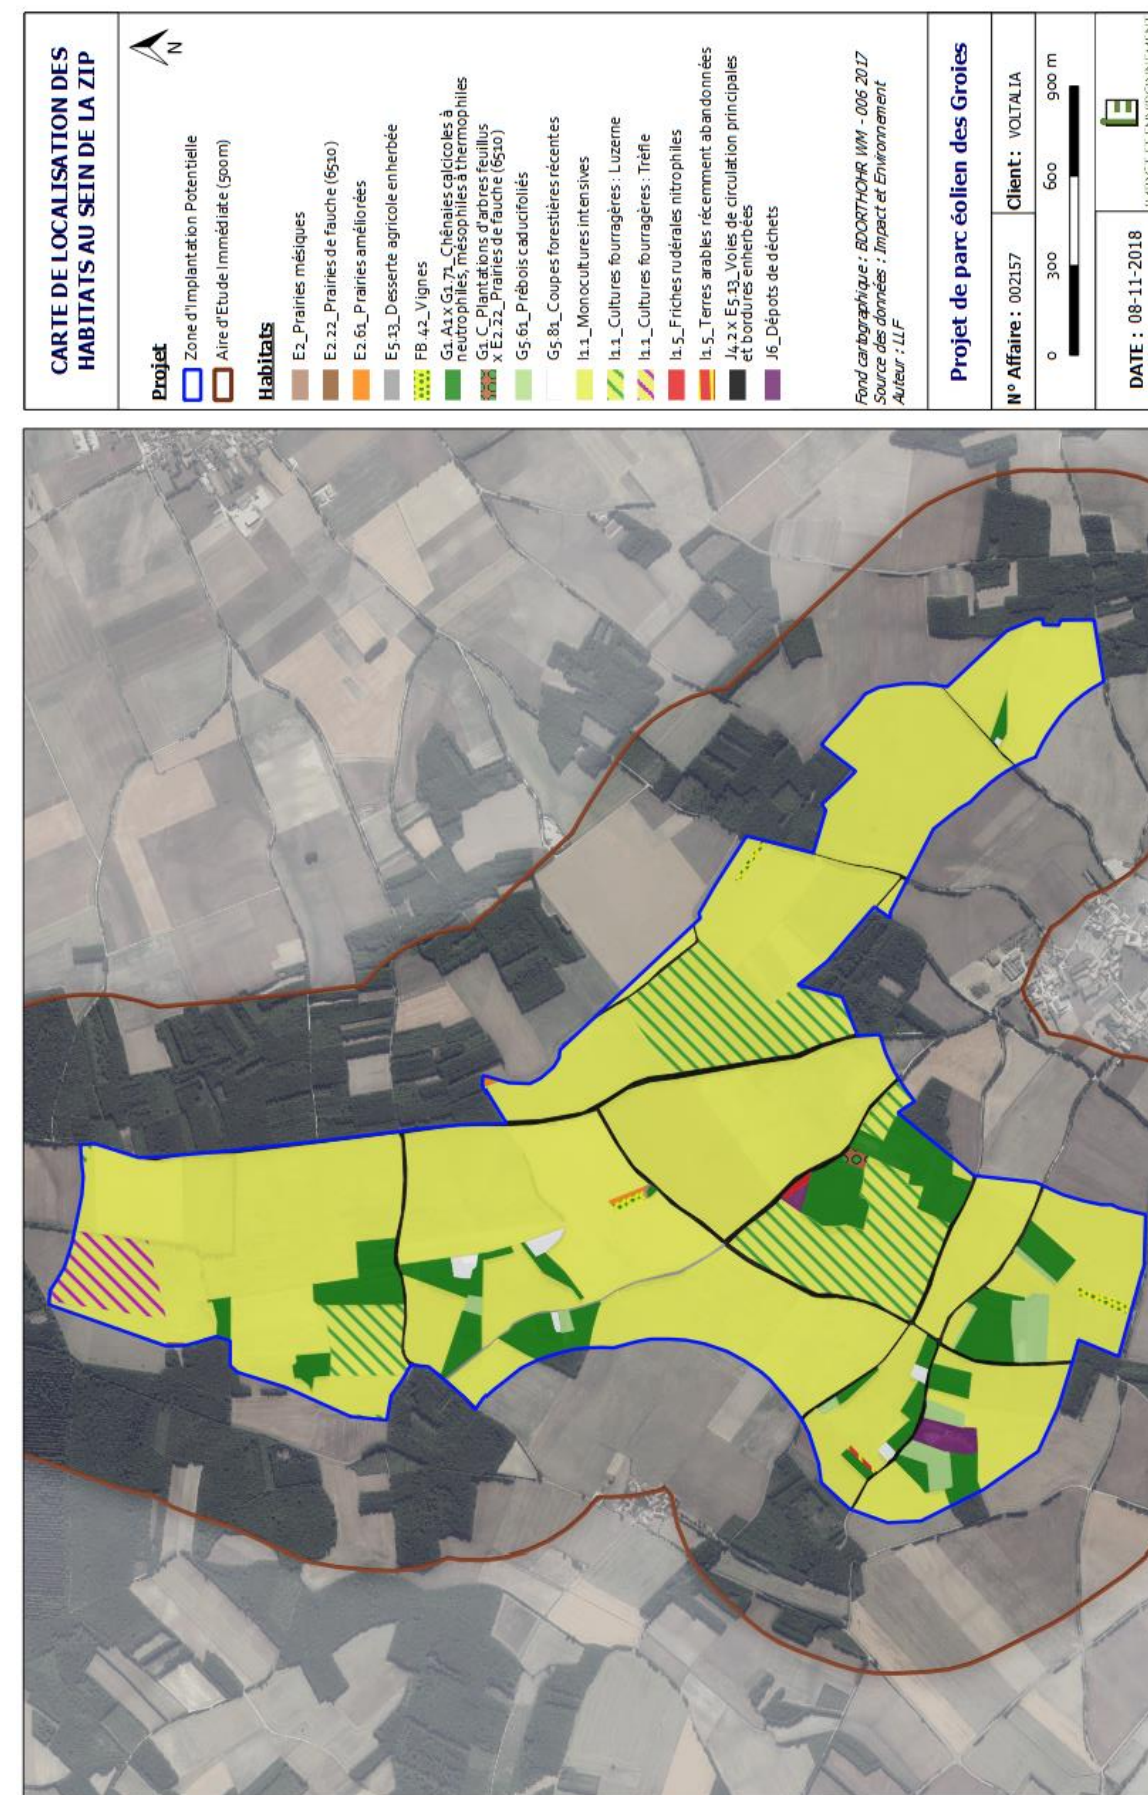 CARTE DE LOCALISATION DES
HABITATS AU SEIN DE LA ZIP
N
Projet
Zone d'Implantation Potentielle
Aire d'Etude Immédiate (500m)
Habitats
E2_Prairies mésiques
E2.22_Prairies de fauche (6510)
E2.61_Prairies améliorées
E5.13_Desserte agricole enherbée
FB.42_Vignes
G1.A1 x G1.71_Chênaies calcicoles à
neutrophiles, mésophiles à thermophiles
G1.C_Plantations d'arbres feuillus
x E2.22_Prairies de fauche (6510)
G5.61_Prébois caducifoliés
G5.81_Coupes forestières récentes
I1.1_Monocultures intensives
I1.1_Cultures fourragères : Luzerne
I1.1_Cultures fourragères : Trèfle
I1.5_Friches rudérales nitrophiles
I1.5_Terres arables récemment abandonnées
J4.2 x E5.13_Voies de circulation principales
et bordures enherbées
J6_Dépots de déchets
Fond cartographique : BDORTHOHR WM - 006 2017
Source des données : Impact et Environnement
Auteur : LLF
Projet de parc éolien des Groies
N° Affaire : 002157
Client : VOLTALIA
0 300 600 900 m
DATE : 08-11-2018